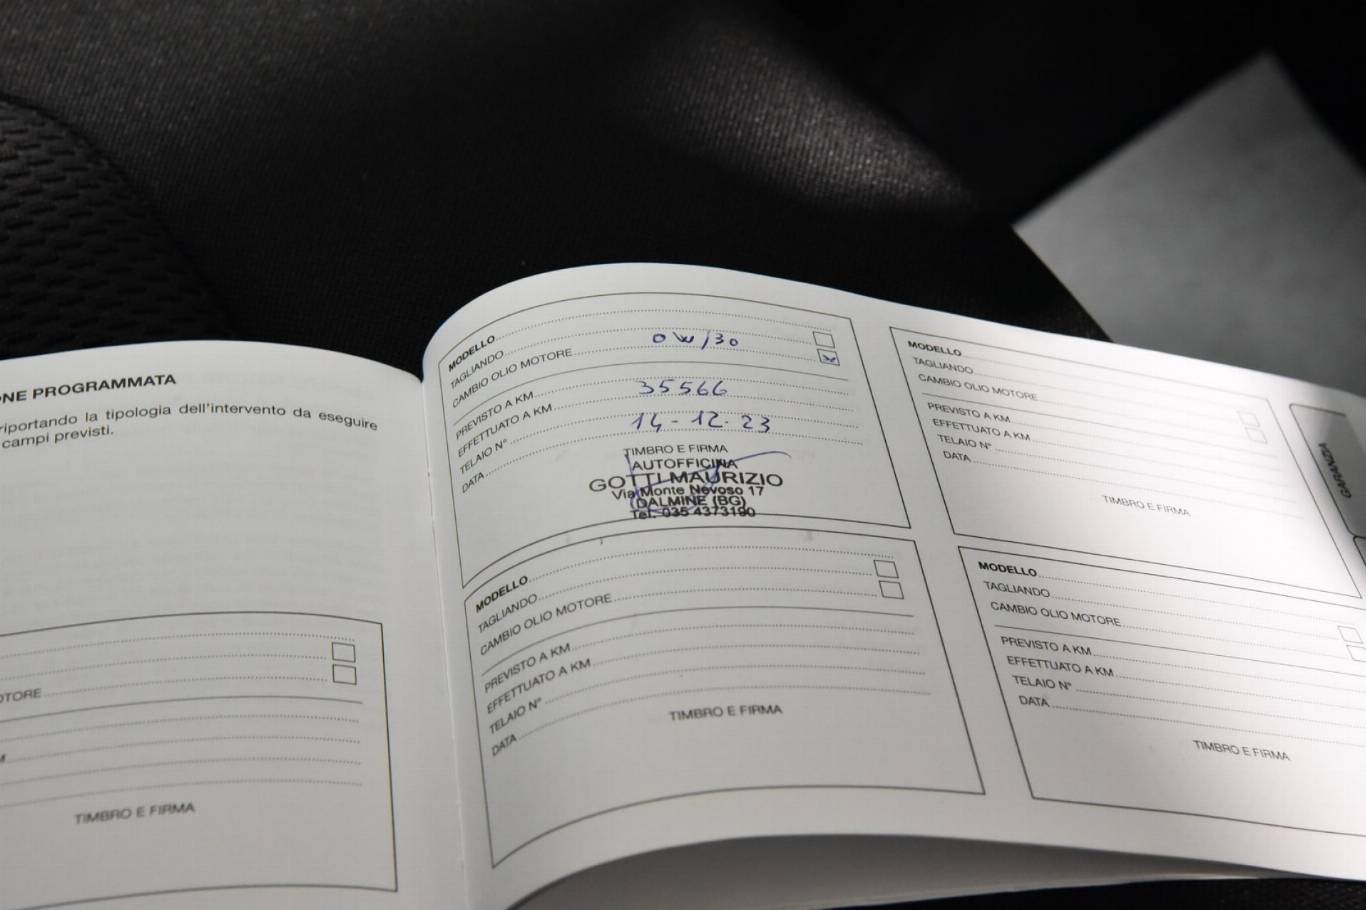 NE PROGRAMMATA
riportando la tipologia dell'intervento da eseguire
campi previsti.
OTORE
M
TIMBRO E FIRMA
MODELLO
TAGLIANDO
CAMBIO OLIO MOTORE 0W/30
PREVISTO A KM
EFFETTUATO A KM 35566
TELAIO N°
DATA 14-12-23
TIMBRO E FIRMA
AUTOFFICINA
GOTTI MAURIZIO
Via Monte Nevoso 17
DALMINE (BG)
Tel. 035 4373190
MODELLO
TAGLIANDO
CAMBIO OLIO MOTORE
PREVISTO A KM
EFFETTUATO A KM
TELAIO N°
DATA
TIMBRO E FIRMA
MODELLO
TAGLIANDO
CAMBIO OLIO MOTORE
PREVISTO A KM
EFFETTUATO A KM
TELAIO N°
DATA
TIMBRO E FIRMA
MODELLO
TAGLIANDO
CAMBIO OLIO MOTORE
PREVISTO A KM
EFFETTUATO A KM
TELAIO N°
DATA
TIMBRO E FIRMA
GARANZIA